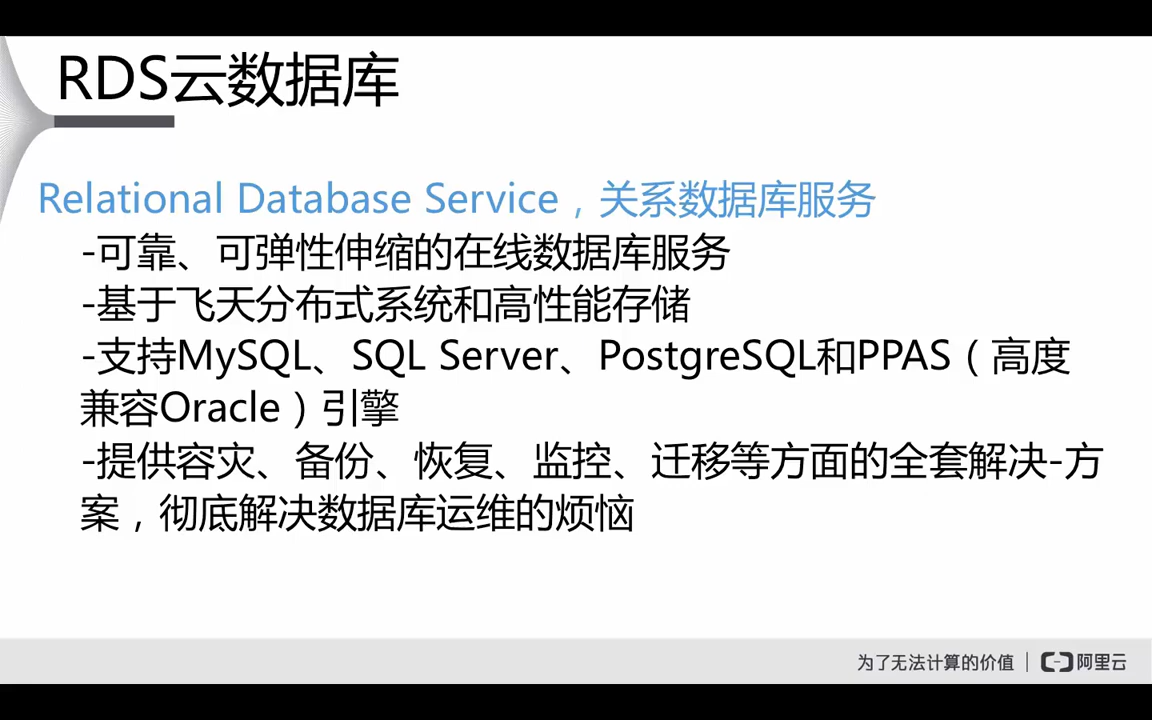 RDS云数据库
Relational Database Service，关系数据库服务
-可靠、可弹性伸缩的在线数据库服务
-基于飞天分布式系统和高性能存储
-支持MySQL、SQL Server、PostgreSQL和PPAS（高度
兼容Oracle）引擎
-提供容灾、备份、恢复、监控、迁移等方面的全套解决-方
案，彻底解决数据库运维的烦恼
为了无法计算的价值 | 阿里云